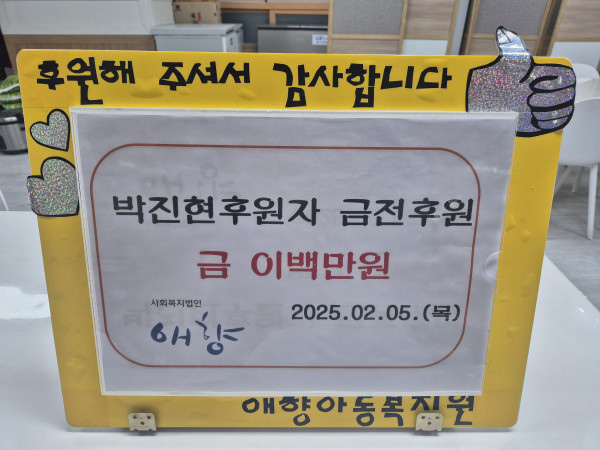 후원해 주셔서 감사합니다
박진현후원자 금전후원
금 이백만원
사회복지법인
애향
2025.02.05.(목)
애향아동복지원